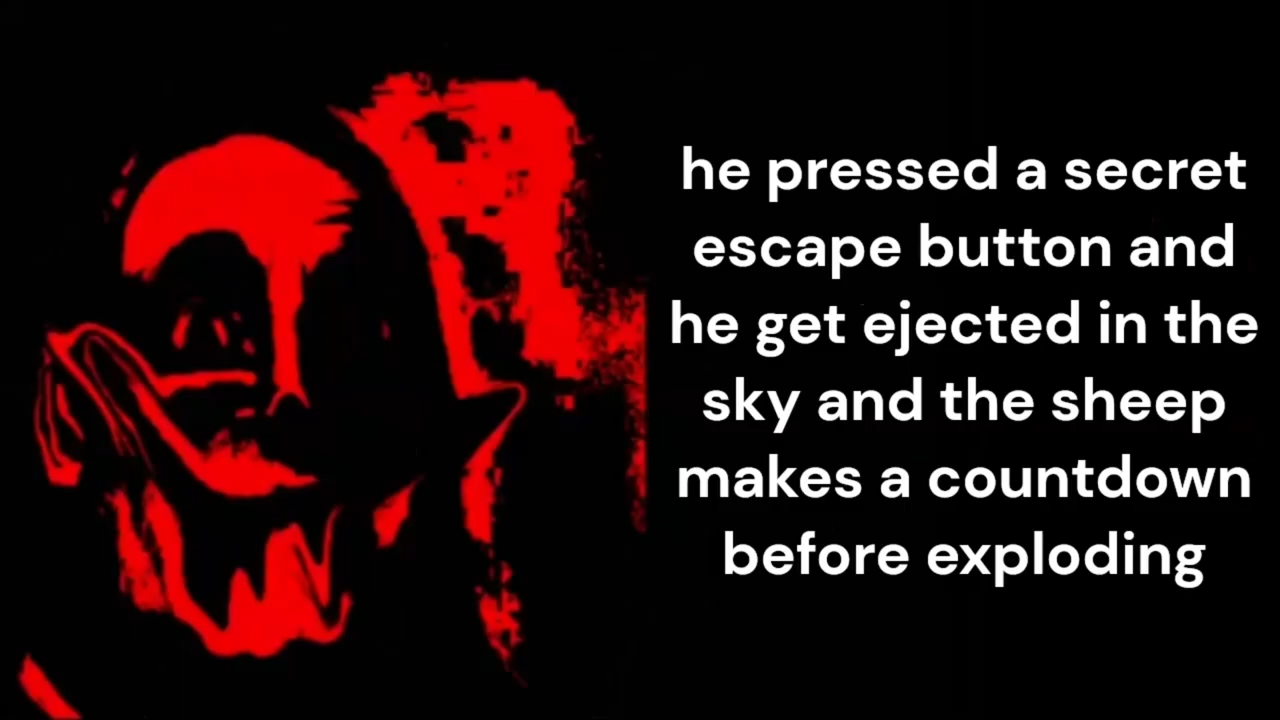 he pressed a secret
escape button and
he get ejected in the
sky and the sheep
makes a countdown
before exploding